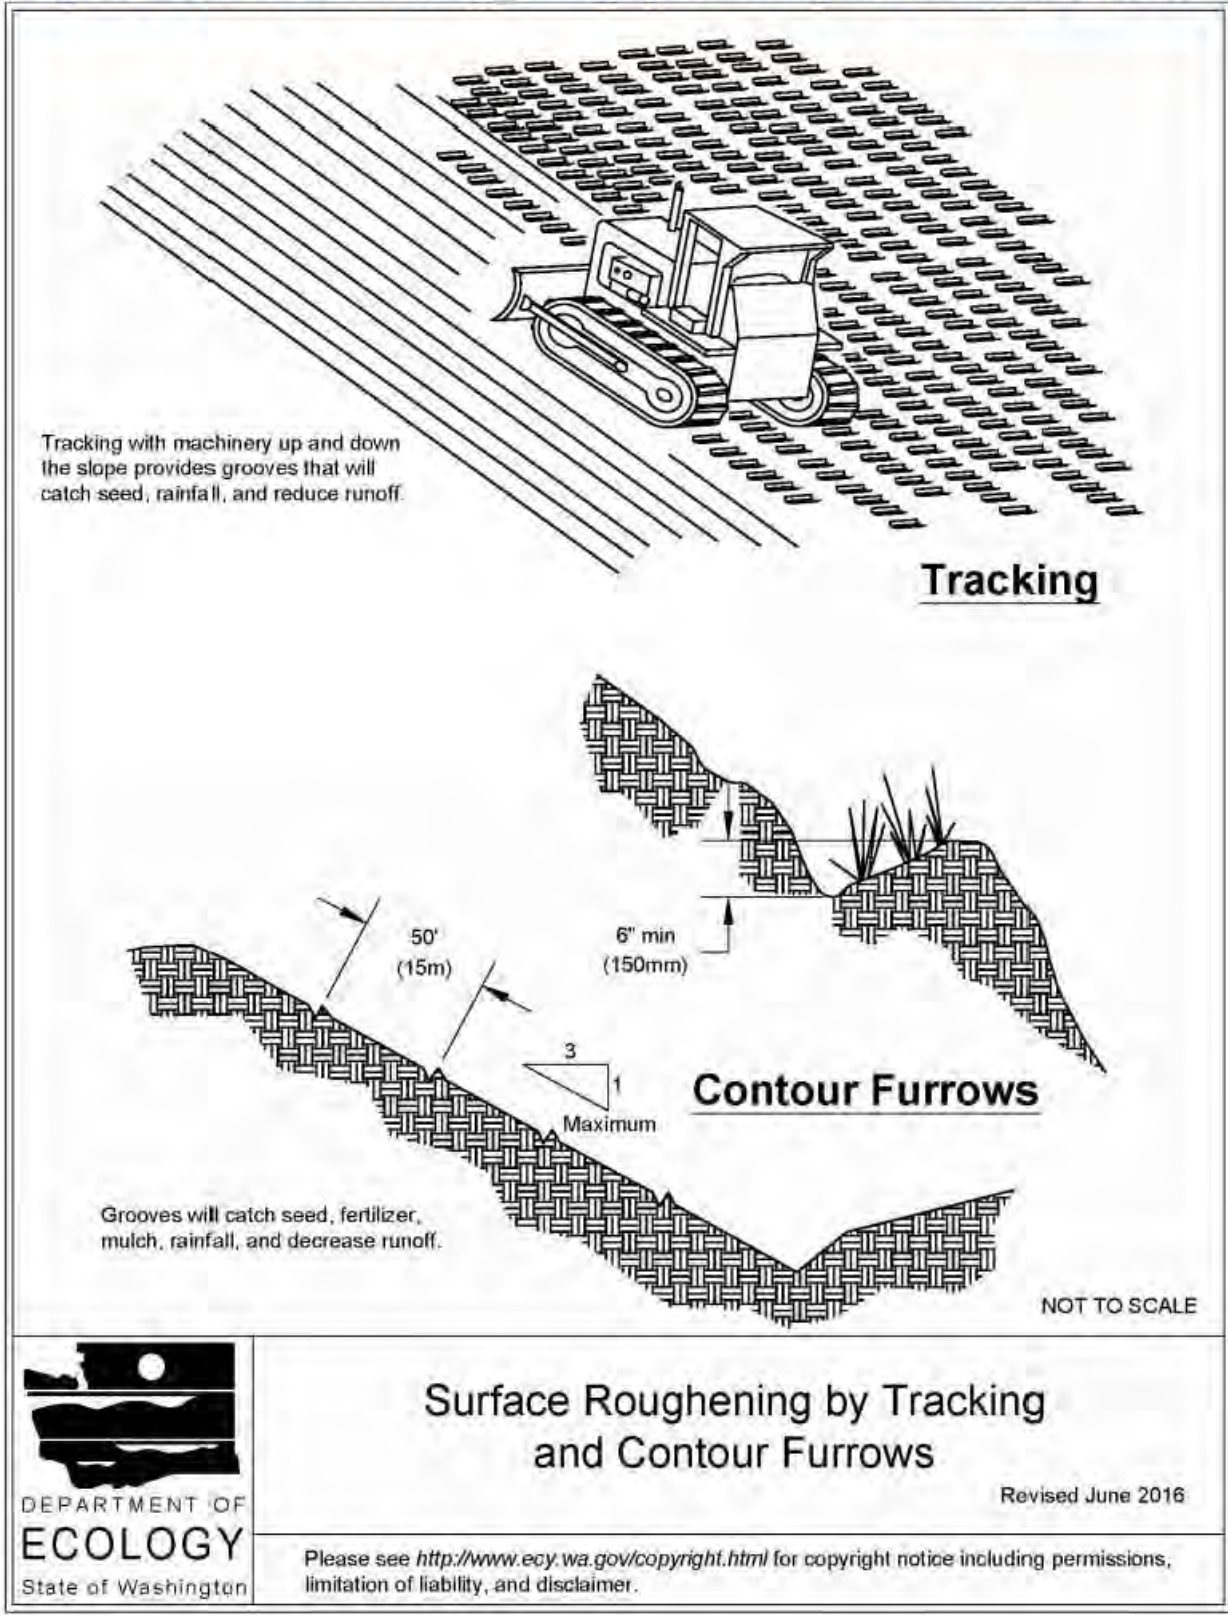 Tracking with machinery up and down
the slope provides grooves that will
catch seed, rainfall, and reduce runoff.
Tracking
50'
(15m)
6" min
(150mm)
3
1
Maximum
Contour Furrows
Grooves will catch seed, fertilizer,
mulch, rainfall, and decrease runoff.
NOT TO SCALE
DEPARTMENT OF
ECOLOGY
State of Washington
Surface Roughening by Tracking
and Contour Furrows
Revised June 2016
Please see http://www.ecy.wa.gov/copyright.html for copyright notice including permissions,
limitation of liability, and disclaimer.